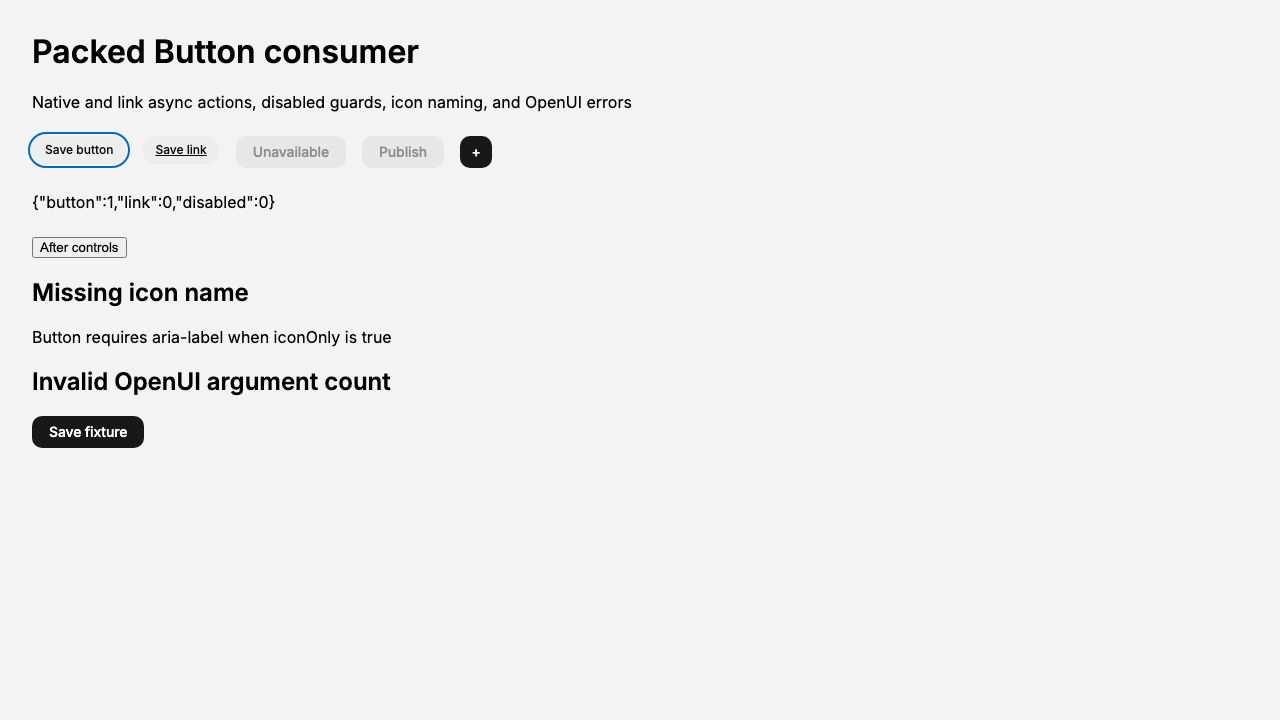 Packed Button consumer
Native and link async actions, disabled guards, icon naming, and OpenUI errors
Save button Save link Unavailable Publish +
{"button":1,"link":0,"disabled":0}
After controls
Missing icon name
Button requires aria-label when iconOnly is true
Invalid OpenUI argument count
Save fixture